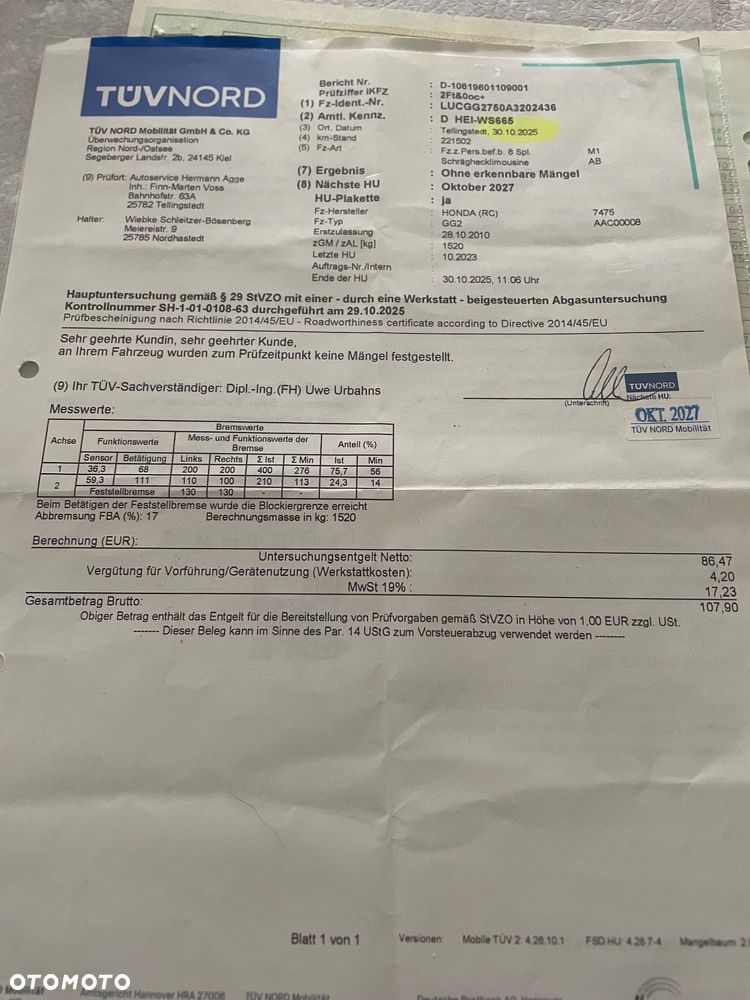 TÜVNORD
TÜV NORD Mobilität GmbH & Co. KG
Überwachungsorganisation
Region Nord-/Ostsee
Segeberger Landstr. 2b, 24145 Kiel
(9) Prüfort: Autoservice Hermann Agge
Inh.: Finn-Marten Voss
Bahnhofstr. 63A
25782 Tellingstedt
Halter: Wiebke Schleitzer-Bösenberg
Meiereistr. 9
25785 Nordhastedt
Bericht Nr. : D-10619601109001
Prüfziffer iKFZ : 2Ft&0oc+
(1) Fz-Ident.-Nr. : LUCGG2750A3202436
(2) Amtl. Kennz. : D HEI-WS665
(3) Ort, Datum : Tellingstedt, 30.10.2025
(4) km-Stand : 221502
(5) Fz-Art : Fz.z.Pers.bef.b. 8 Spl. M1
Schrägheckl­imousine AB
(7) Ergebnis : Ohne erkennbare Mängel
(8) Nächste HU : Oktober 2027
HU-Plakette : ja
Fz-Hersteller : HONDA (RC) 7475
Fz-Typ : GG2 AAC00008
Erstzulassung : 28.10.2010
zGM / zAL [kg] : 1520
Letzte HU : 10.2023
Auftrags-Nr./Intern :
Ende der HU : 30.10.2025, 11:06 Uhr
Hauptuntersuchung gemäß § 29 StVZO mit einer - durch eine Werkstatt - beigesteuerten Abgasuntersuchung
Kontrollnummer SH-1-01-0108-63 durchgeführt am 29.10.2025
Prüfbescheinigung nach Richtlinie 2014/45/EU - Roadworthiness certificate according to Directive 2014/45/EU
Sehr geehrte Kundin, sehr geehrter Kunde,
an Ihrem Fahrzeug wurden zum Prüfzeitpunkt keine Mängel festgestellt.
(9) Ihr TÜV-Sachverständiger: Dipl.-Ing.(FH) Uwe Urbahns
(Unterschrift)
TÜVNORD
Nächste HU:
OKT. 2027
TÜV NORD Mobilität
Messwerte:
Achse Bremswerte
Funktionswerte Mess- und Funktionswerte der Bremse Anteil (%)
Sensor Betätigung Links Rechts Σ Ist Σ Min Ist Min
1 36,3 68 200 200 400 276 75,7 56
2 59,3 111 110 100 210 113 24,3 14
Feststellbremse 130 130 - -
Beim Betätigen der Feststellbremse wurde die Blockiergrenze erreicht
Abbremsung FBA (%): 17 Berechnungsmasse in kg: 1520
Berechnung (EUR):
Untersuchungsentgelt Netto: 86,47
Vergütung für Vorführung/Gerätenutzung (Werkstattkosten): 4,20
MwSt 19% : 17,23
Gesamtbetrag Brutto: 107,90
Obiger Betrag enthält das Entgelt für die Bereitstellung von Prüfvorgaben gemäß StVZO in Höhe von 1,00 EUR zzgl. USt.
------- Dieser Beleg kann im Sinne des Par. 14 UStG zum Vorsteuerabzug verwendet werden --------
Blatt 1 von 1 Versionen: Mobile TÜV 2: 4.26.10.1 FSD.HU: 4.28.7-4 Mangelbaum: 2.
Amtsgericht Hannover HRA 27006 TÜV NORD Mobilität
OTOMOTO